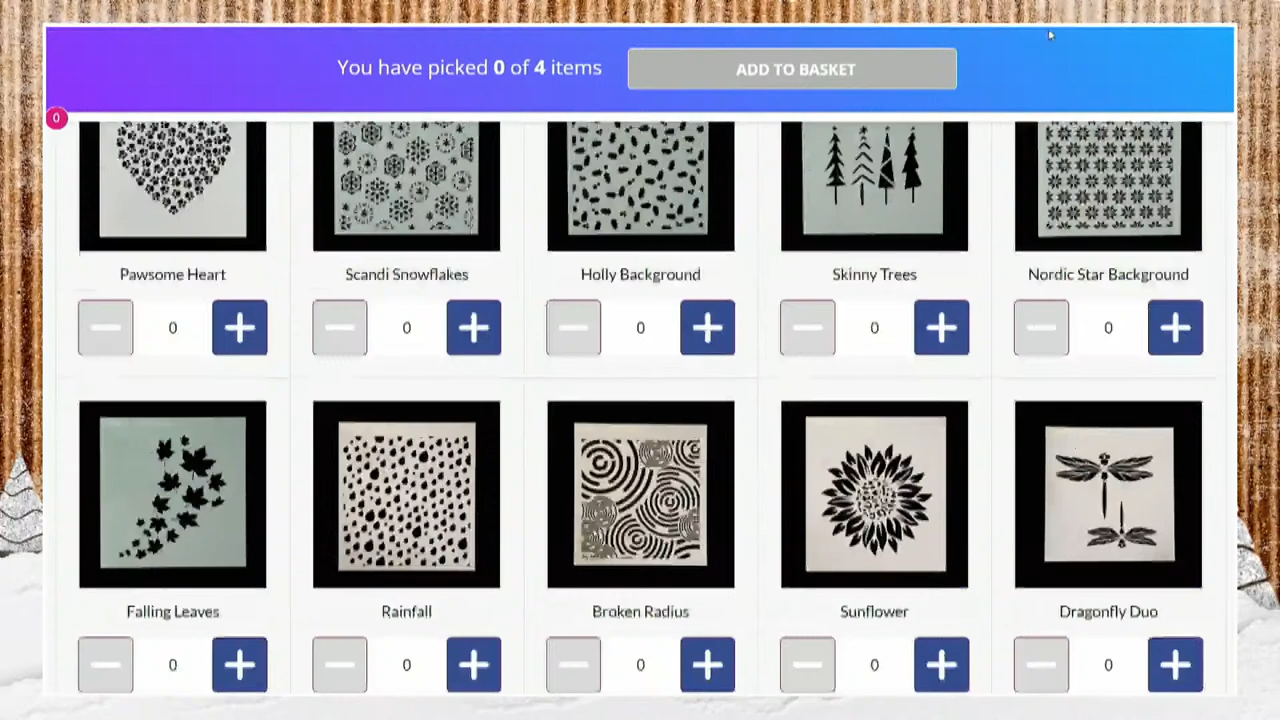 You have picked 0 of 4 items
ADD TO BASKET
0
Pawsome Heart
Scandi Snowflakes
Holly Background
Skinny Trees
Nordic Star Background
0
0
0
0
0
Falling Leaves
Rainfall
Broken Radius
Sunflower
Dragonfly Duo
0
0
0
0
0